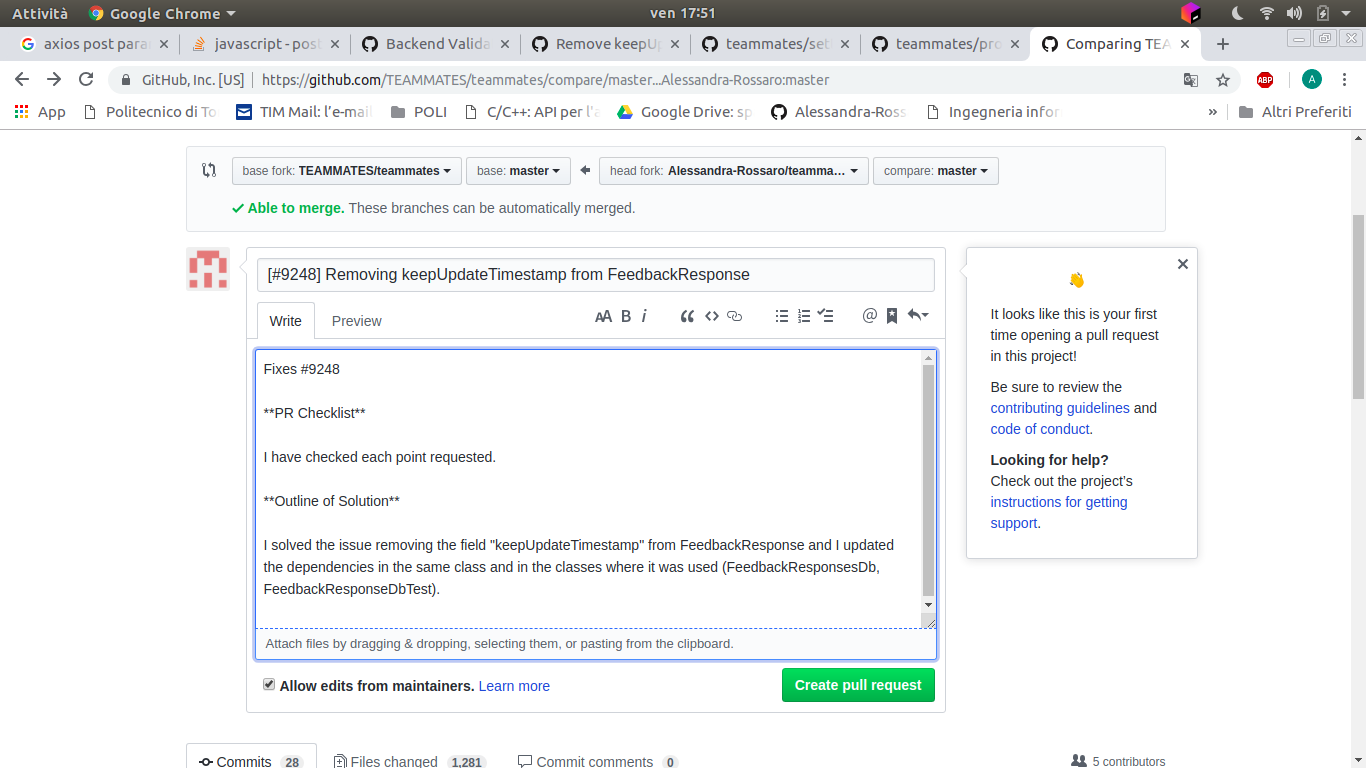 Attività Google Chrome ven 17:51
axios post para javascript - post Backend Valida Remove keepUp teammates/set teammates/pro Comparing TEA
GitHub, Inc. [US] https://github.com/TEAMMATES/teammates/compare/master...Alessandra-Rossaro:master ABP A
App Politecnico di To TIM Mail: l'e-mail POLI C/C++: API per l'a Google Drive: sp Alessandra-Ross Ingegneria infor » Altri Preferiti
base fork: TEAMMATES/teammates base: master head fork: Alessandra-Rossaro/teamma… compare: master
Able to merge. These branches can be automatically merged.
[#9248] Removing keepUpdateTimestamp from FeedbackResponse
Write Preview AA B i
Fixes #9248
**PR Checklist**
I have checked each point requested.
**Outline of Solution**
I solved the issue removing the field "keepUpdateTimestamp" from FeedbackResponse and I updated
the dependencies in the same class and in the classes where it was used (FeedbackResponsesDb,
FeedbackResponseDbTest).
Attach files by dragging & dropping, selecting them, or pasting from the clipboard.
Allow edits from maintainers. Learn more Create pull request
It looks like this is your first
time opening a pull request
in this project!
Be sure to review the
contributing guidelines and
code of conduct.
Looking for help?
Check out the project's
instructions for getting
support.
Commits 28 Files changed 1,281 Commit comments 0 5 contributors